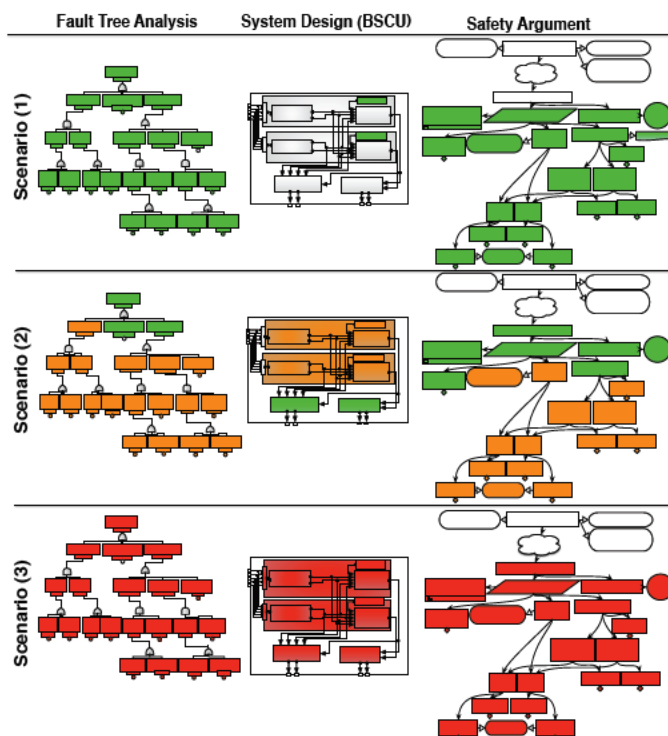 Fault Tree Analysis
System Design (BSCU)
Safety Argument
Scenario (1)
Scenario (2)
Scenario (3)